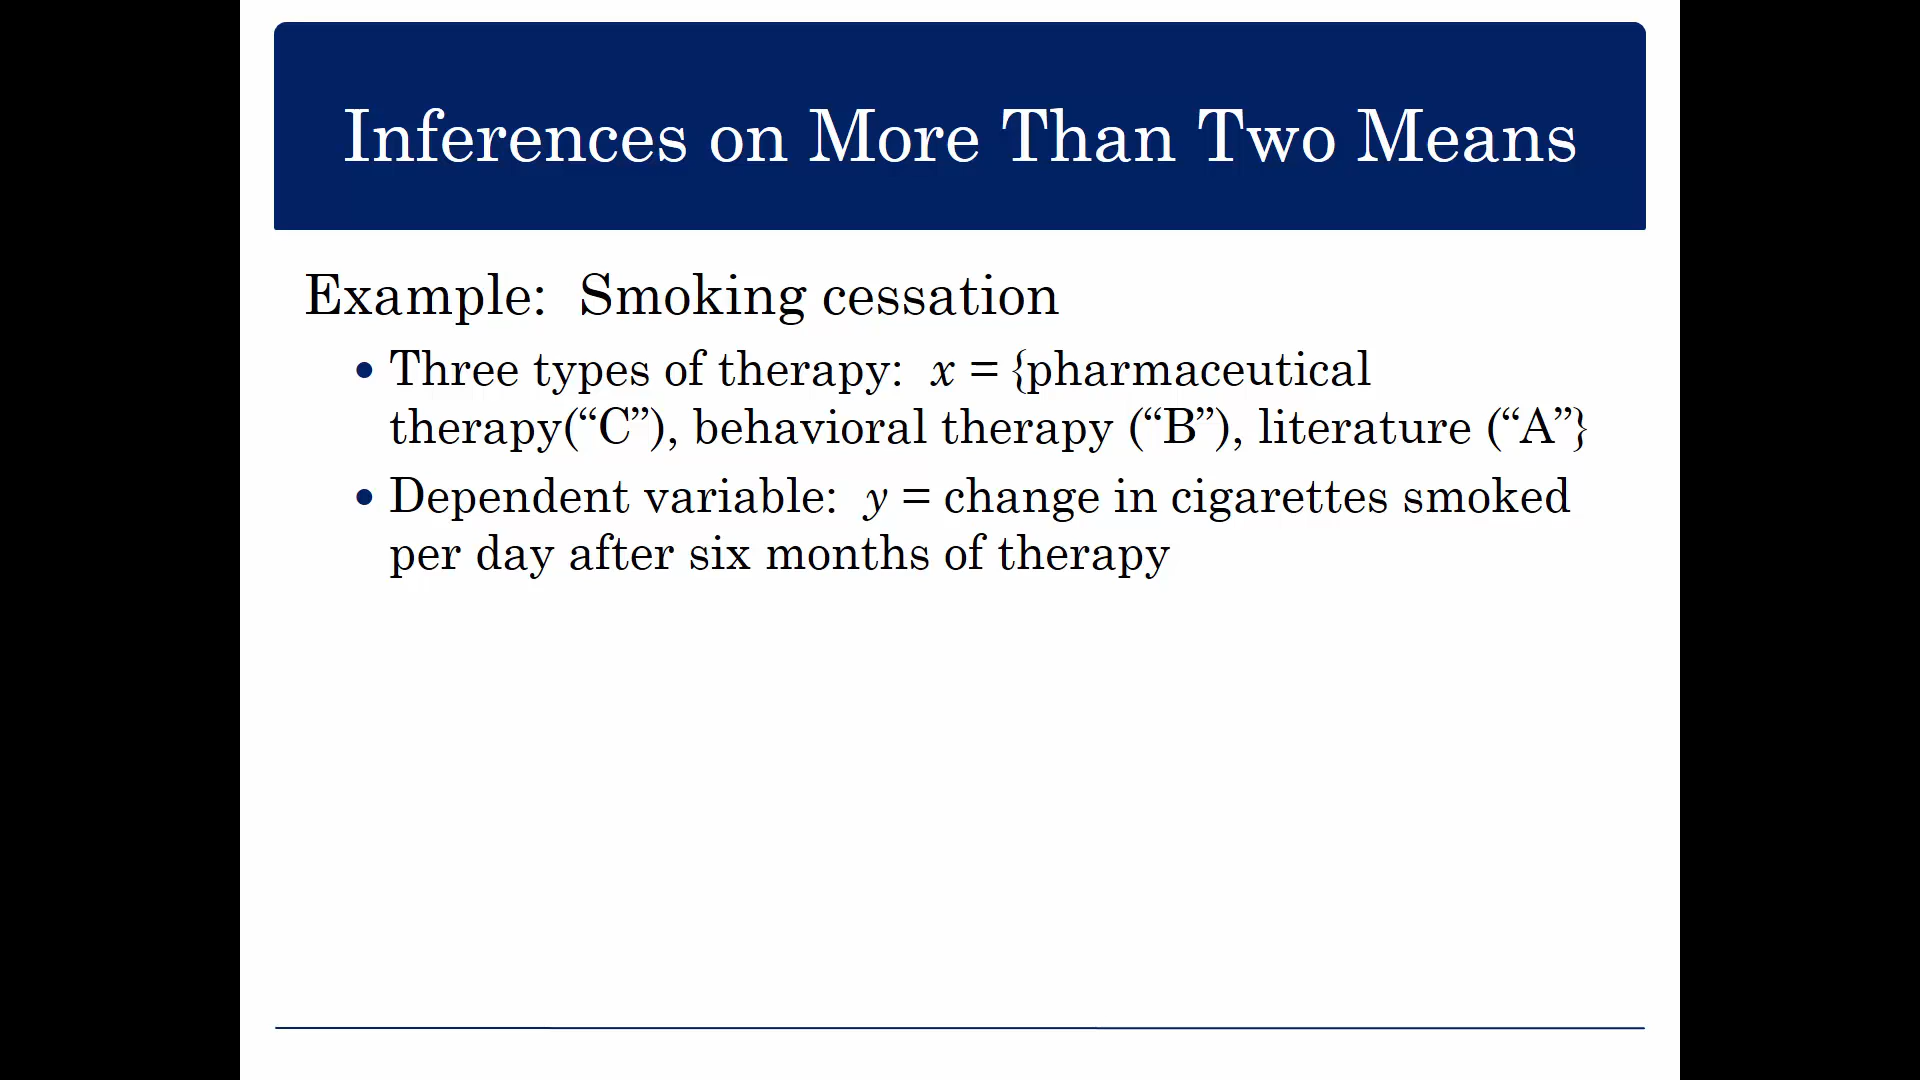 Inferences on More Than Two Means
Example:  Smoking cessation
• Three types of therapy:  x = {pharmaceutical
therapy(“C”), behavioral therapy (“B”), literature (“A”}
• Dependent variable:  y = change in cigarettes smoked
per day after six months of therapy